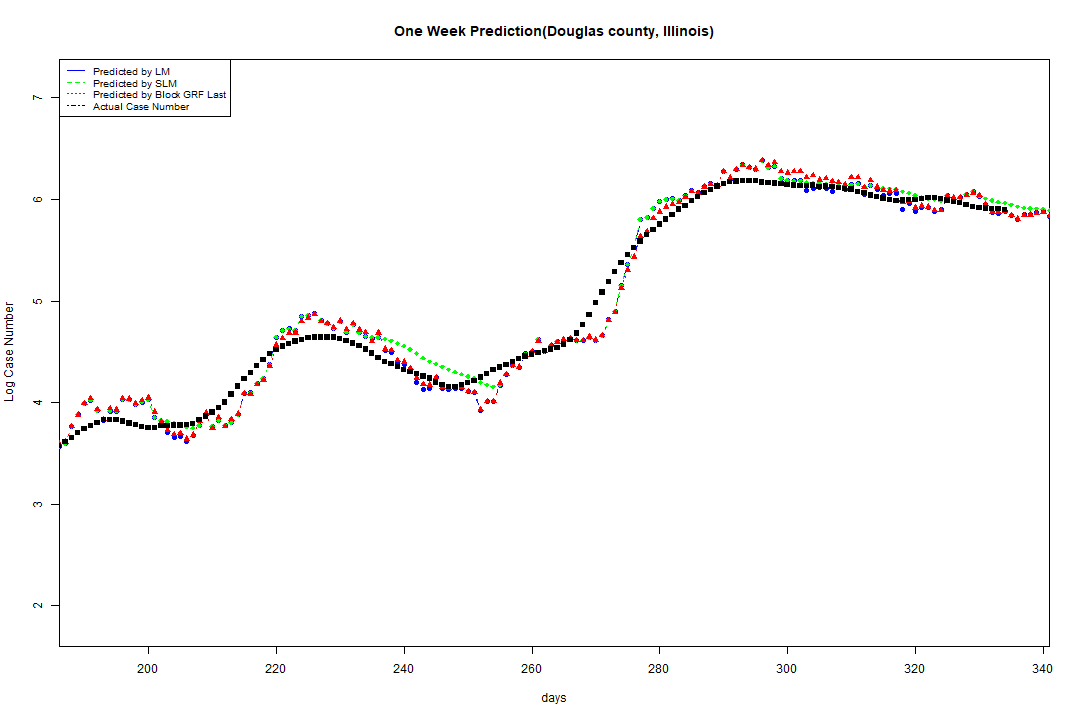 One Week Prediction(Douglas county, Illinois)
Predicted by LM
Predicted by SLM
Predicted by Block GRF Last
Actual Case Number
7
6
5
4
3
2
Log Case Number
200 220 240 260 280 300 320 340
days